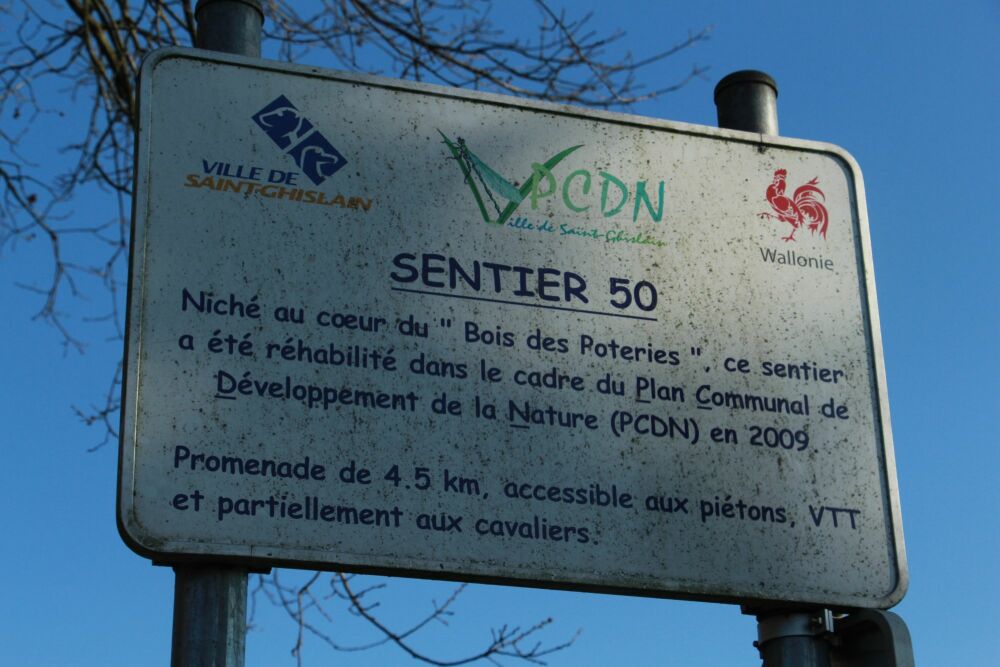 VILLE DE
SAINT-GHISLAIN
PCDN
Ville de Saint-Ghislain
Wallonie
SENTIER 50
Niché au cœur du " Bois des Poteries ", ce sentier
a été réhabilité dans le cadre du Plan Communal de
Développement de la Nature (PCDN) en 2009.
Promenade de 4.5 km, accessible aux piétons, VTT
et partiellement aux cavaliers.